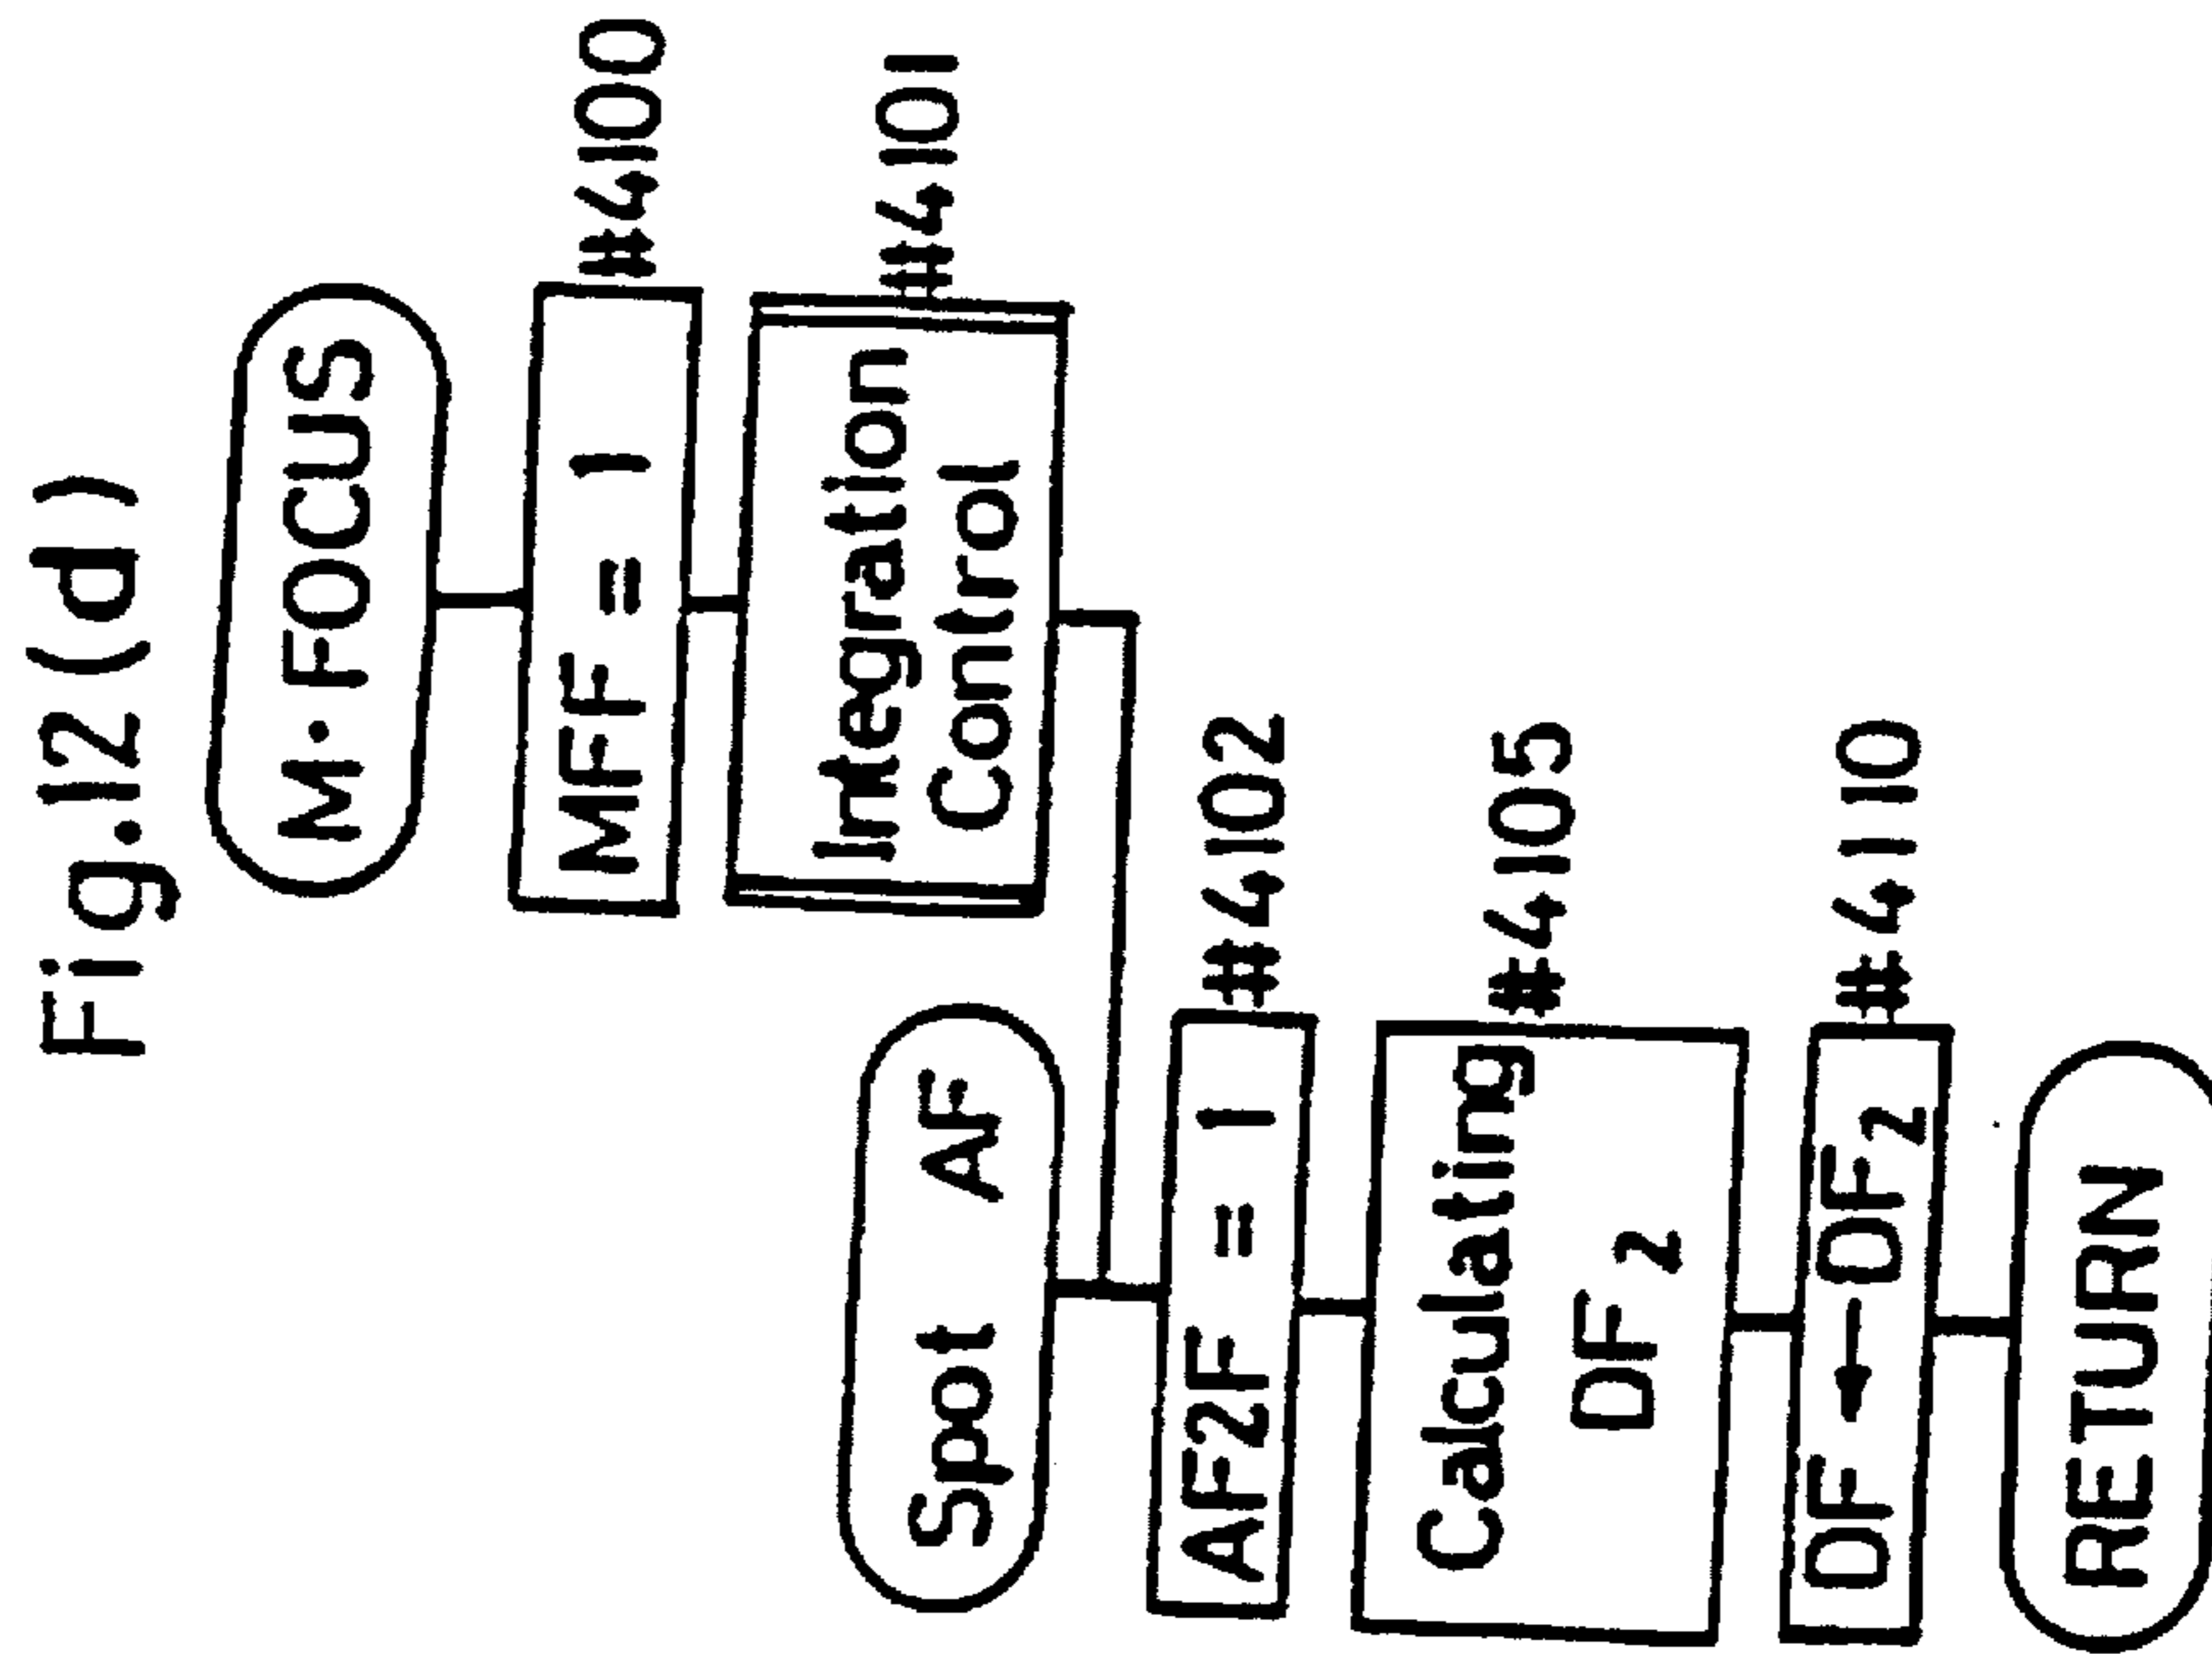 Fig.12(d)
M·FOCUS
MFF = 1
#4100
Integration
Control
#4101
Spot AF
AF2F = 1
#4102
Calculating
DF2
#4105
DF ← DF2
#4110
RETURN